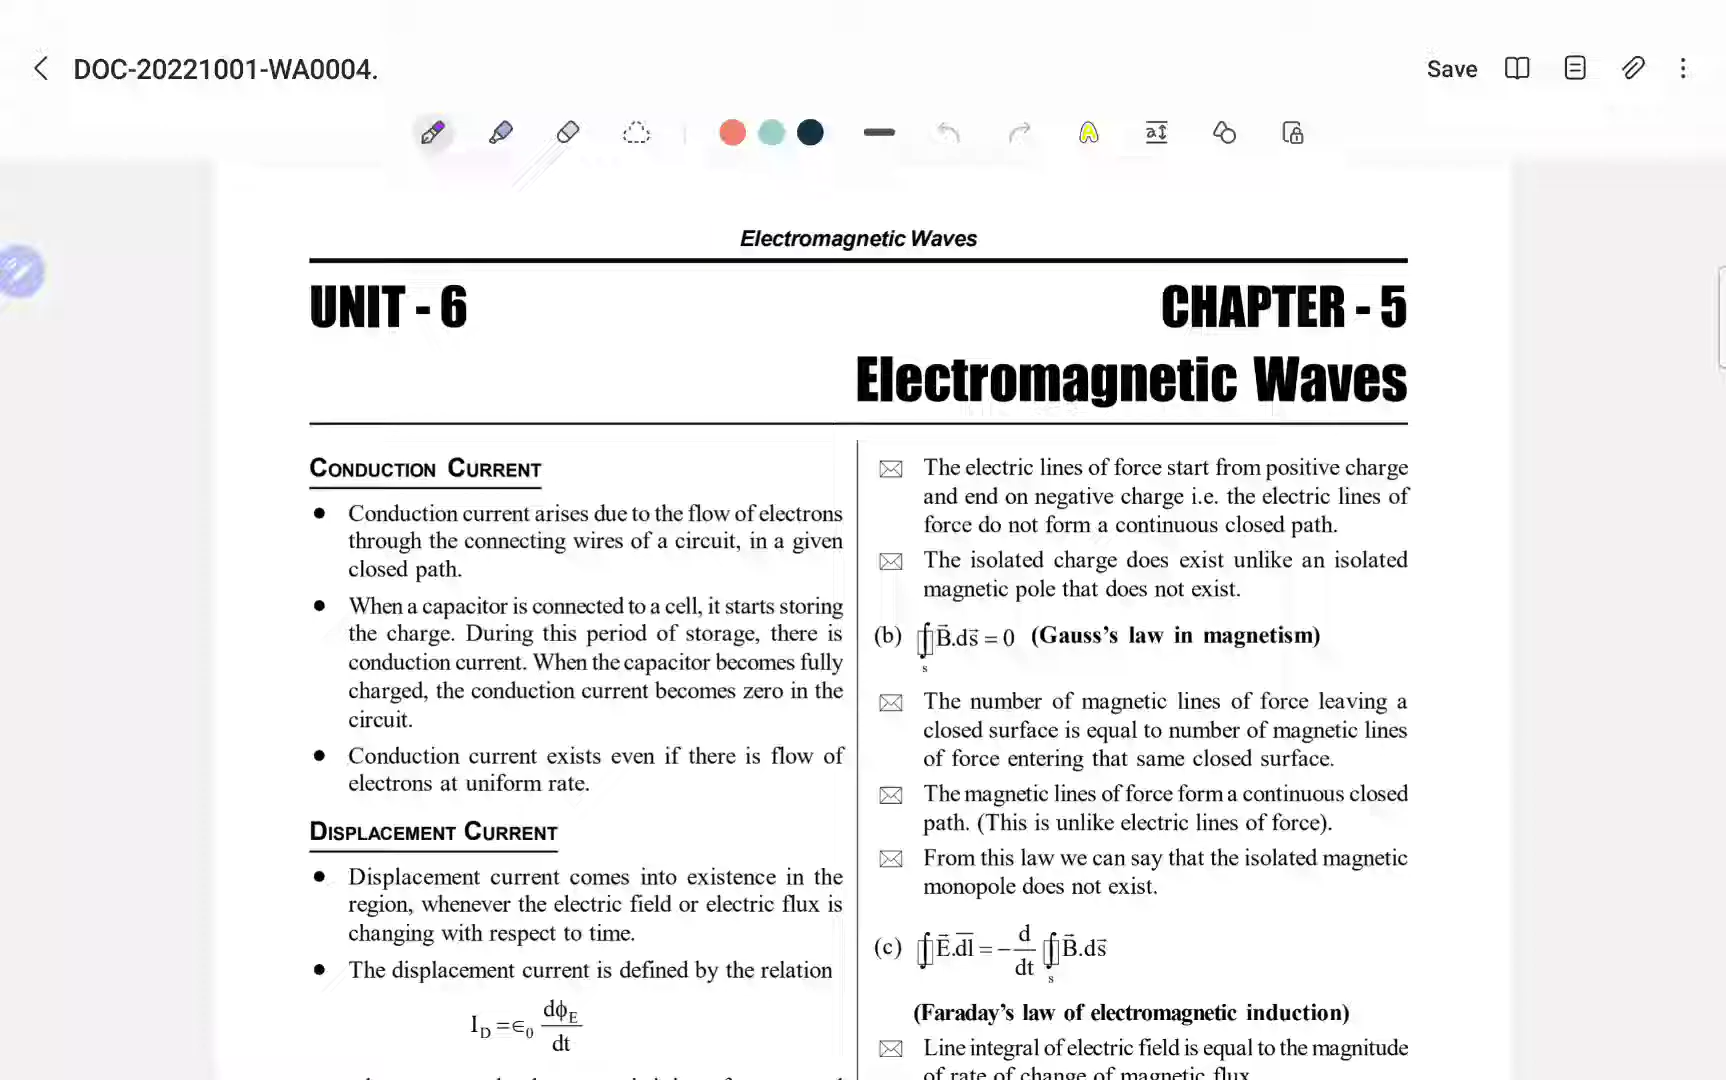 DOC-20221001-WA0004.
Save
Electromagnetic Waves
UNIT - 6
CHAPTER - 5
Electromagnetic Waves
CONDUCTION CURRENT
• Conduction current arises due to the flow of electrons
through the connecting wires of a circuit, in a given
closed path.
• When a capacitor is connected to a cell, it starts storing
the charge. During this period of storage, there is
conduction current. When the capacitor becomes fully
charged, the conduction current becomes zero in the
circuit.
• Conduction current exists even if there is flow of
electrons at uniform rate.
DISPLACEMENT CURRENT
• Displacement current comes into existence in the
region, whenever the electric field or electric flux is
changing with respect to time.
• The displacement current is defined by the relation
I_D = ∈₀ dϕ_E/dt
The electric lines of force start from positive charge
and end on negative charge i.e. the electric lines of
force do not form a continuous closed path.
The isolated charge does exist unlike an isolated
magnetic pole that does not exist.
(b) ∮_s B⃗.ds⃗ = 0 (Gauss's law in magnetism)
The number of magnetic lines of force leaving a
closed surface is equal to number of magnetic lines
of force entering that same closed surface.
The magnetic lines of force form a continuous closed
path. (This is unlike electric lines of force).
From this law we can say that the isolated magnetic
monopole does not exist.
(c) ∮ E⃗.dl⃗ = − d/dt ∮_s B⃗.ds⃗
(Faraday's law of electromagnetic induction)
Line integral of electric field is equal to the magnitude
of rate of change of magnetic flux